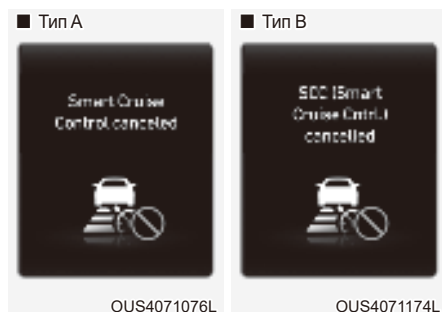 ■ Тип A
Smart Cruise
Control canceled
OUS4071076L
■ Тип B
SCC (Smart
Cruise Cntrl.)
cancelled
OUS4071174L